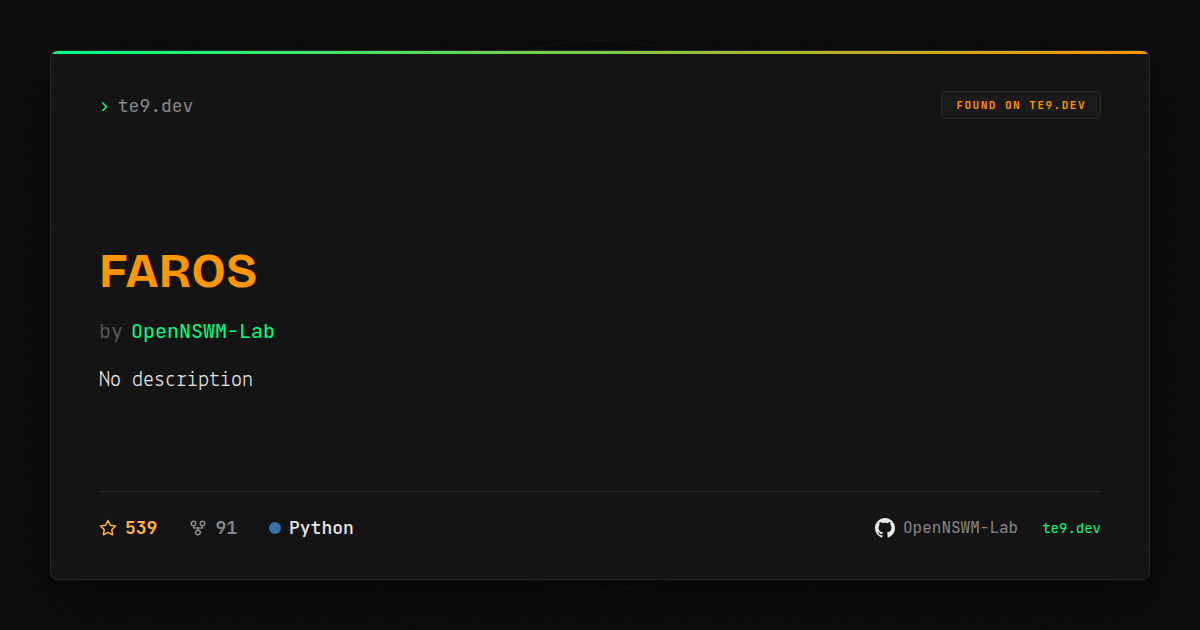 › te9.dev
FOUND ON TE9.DEV
FAROS
by OpenNSWM-Lab
No description
539 91 Python
OpenNSWM-Lab te9.dev